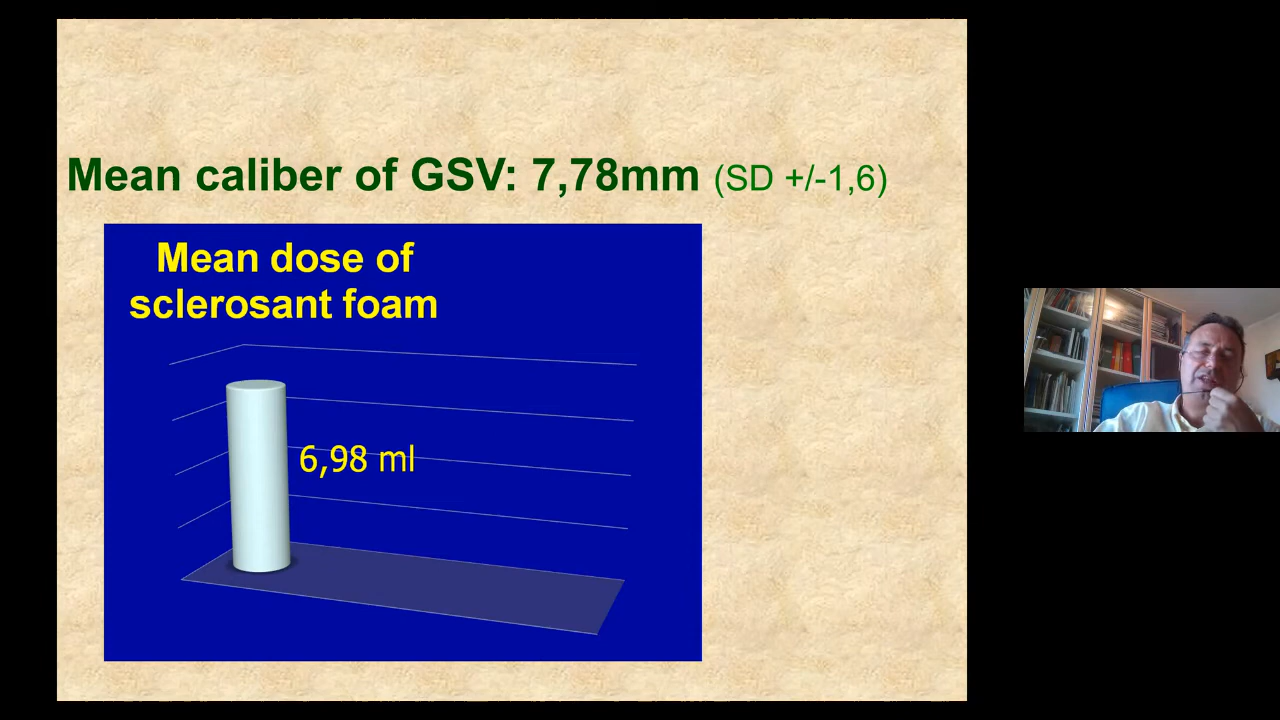 Mean caliber of GSV: 7,78mm (SD +/-1,6)
Mean dose of
sclerosant foam
6,98 ml